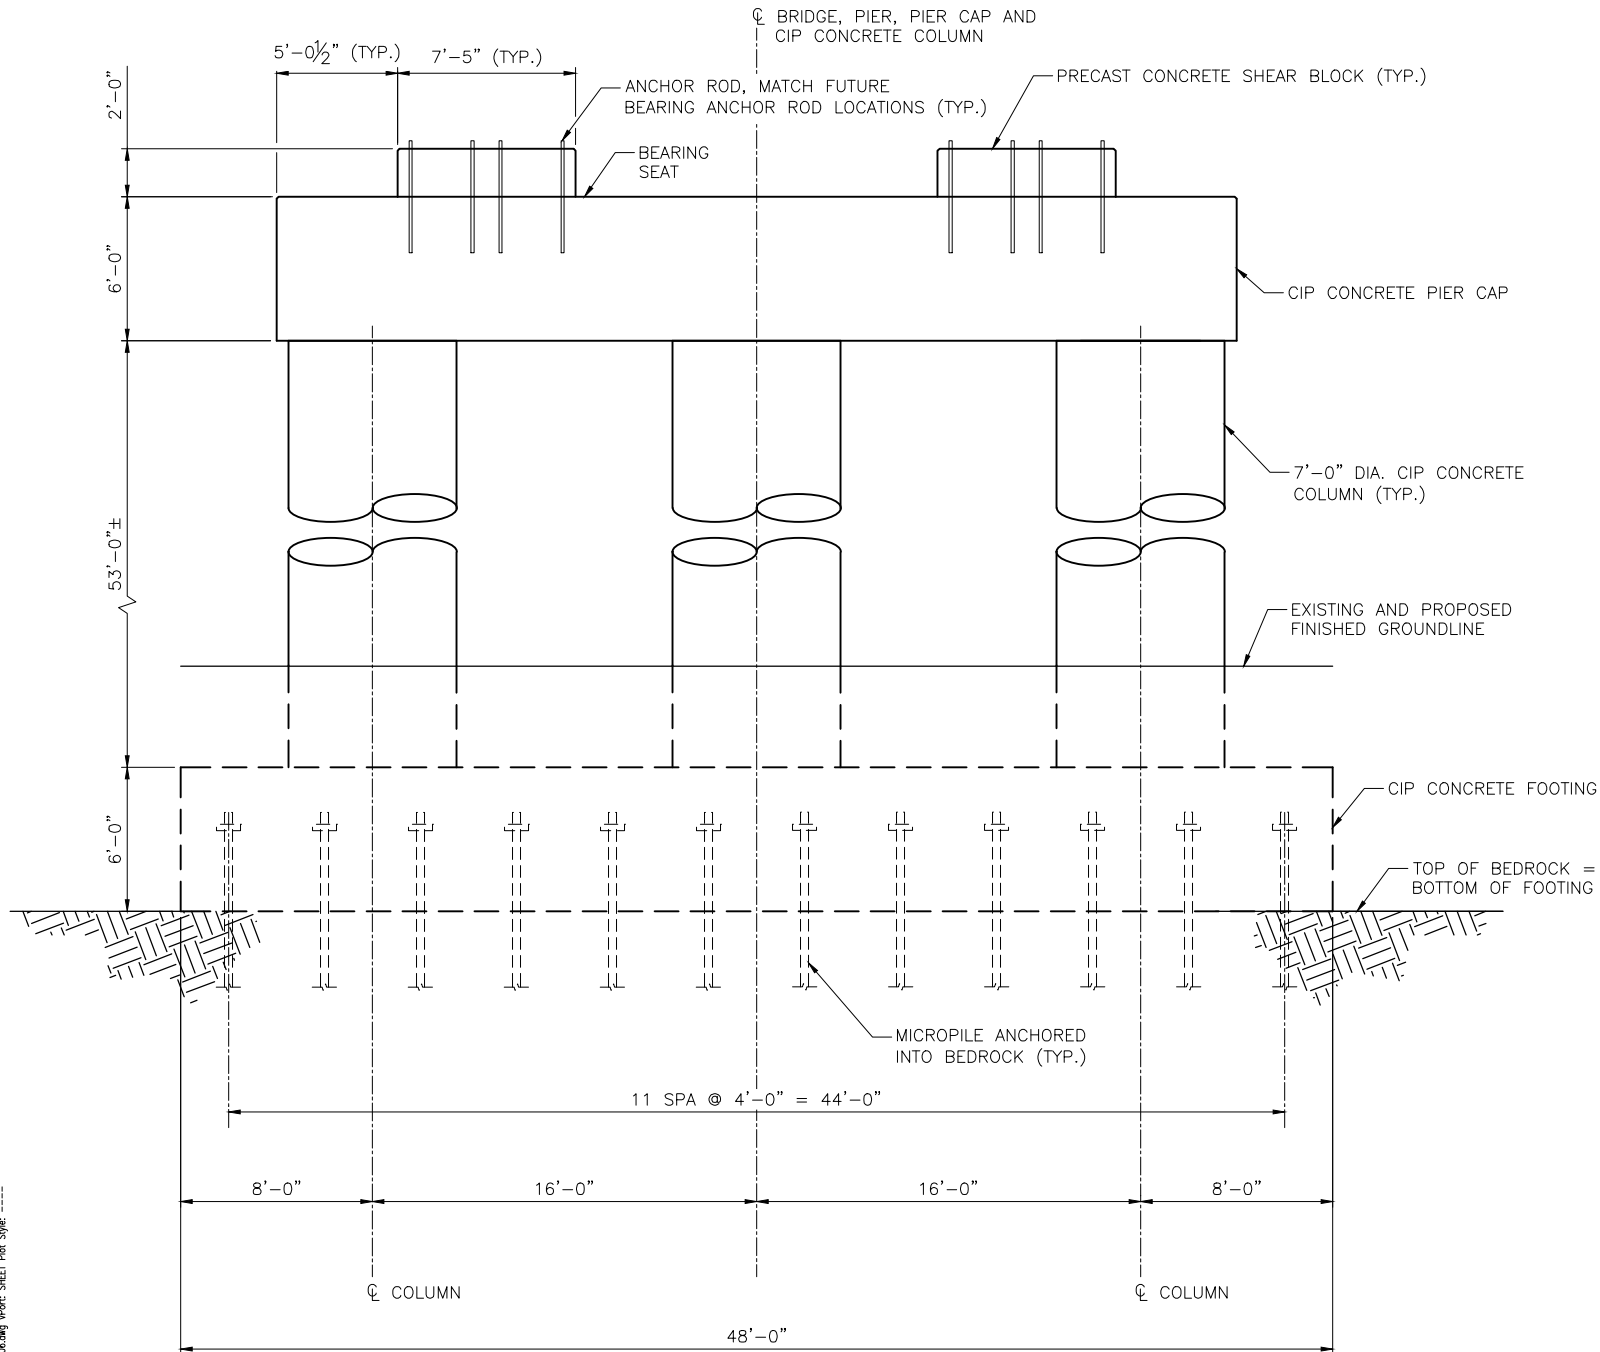 ℄ BRIDGE, PIER, PIER CAP AND
CIP CONCRETE COLUMN
5'-0½" (TYP.)
7'-5" (TYP.)
ANCHOR ROD, MATCH FUTURE
BEARING ANCHOR ROD LOCATIONS (TYP.)
PRECAST CONCRETE SHEAR BLOCK (TYP.)
2'-0"
BEARING
SEAT
6'-0"
CIP CONCRETE PIER CAP
7'-0" DIA. CIP CONCRETE
COLUMN (TYP.)
53'-0"±
EXISTING AND PROPOSED
FINISHED GROUNDLINE
6'-0"
CIP CONCRETE FOOTING
TOP OF BEDROCK =
BOTTOM OF FOOTING
MICROPILE ANCHORED
INTO BEDROCK (TYP.)
11 SPA @ 4'-0" = 44'-0"
8'-0"
16'-0"
16'-0"
8'-0"
℄ COLUMN
℄ COLUMN
48'-0"
VPort: SHEET Plot Style: ----